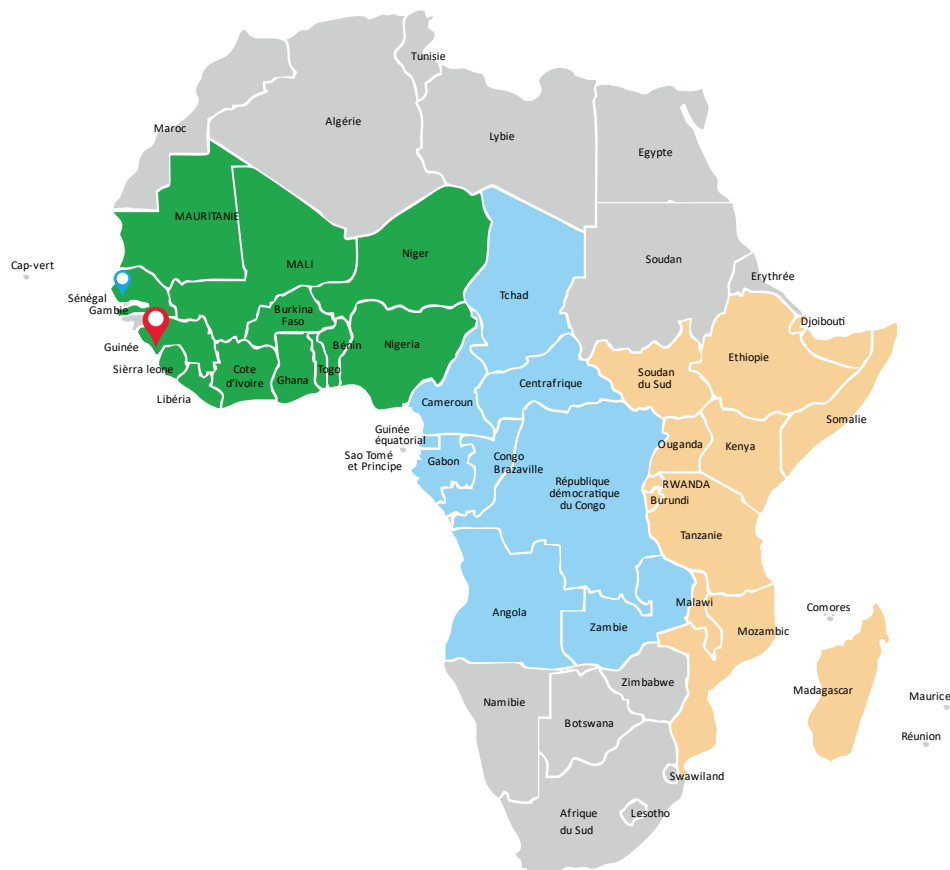 Tunisie
Maroc
Algérie
Lybie
Egypte
MAURITANIE
Cap-vert
MALI
Niger
Soudan
Erythrée
Tchad
Sénégal
Gambie
Burkina
Faso
Djoibouti
Guinée
Bénin
Nigeria
Ethiopie
Sièrra leone
Cote
d'ivoire
Ghana
Togo
Centrafrique
Soudan
du Sud
Libéria
Cameroun
Somalie
Guinée
équatorial
Ouganda
Kenya
Sao Tomé
et Principe
Gabon
Congo
Brazaville
République
démocratique
du Congo
RWANDA
Burundi
Tanzanie
Angola
Zambie
Malawi
Comores
Mozambic
Zimbabwe
Madagascar
Maurice
Namibie
Botswana
Réunion
Swawiland
Afrique
du Sud
Lesotho